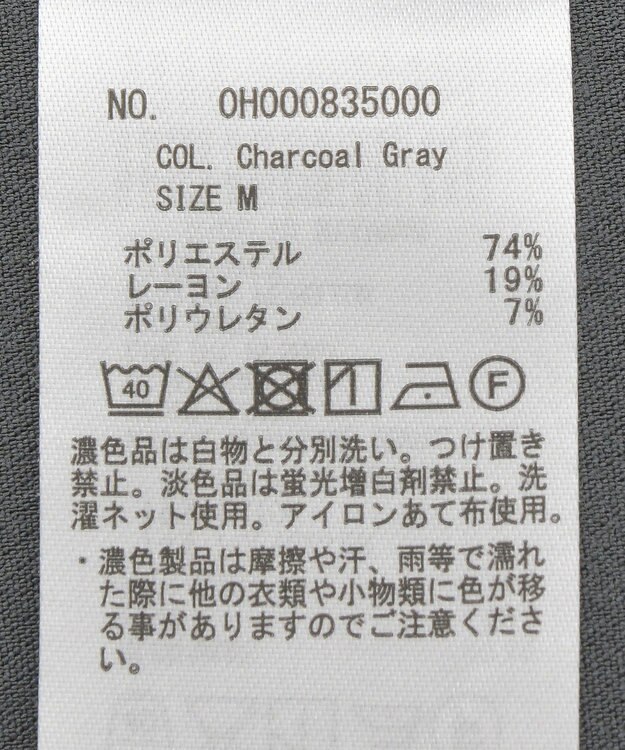 NO. 0H000835000
COL. Charcoal Gray
SIZE M
ポリエステル 74%
レーヨン 19%
ポリウレタン 7%
40 F
濃色品は白物と分別洗い。つけ置き
禁止。淡色品は蛍光増白剤禁止。洗
濯ネット使用。アイロンあて布使用。
・濃色製品は摩擦や汗、雨等で濡れ
た際に他の衣類や小物類に色が移
る事がありますのでご注意くださ
い。